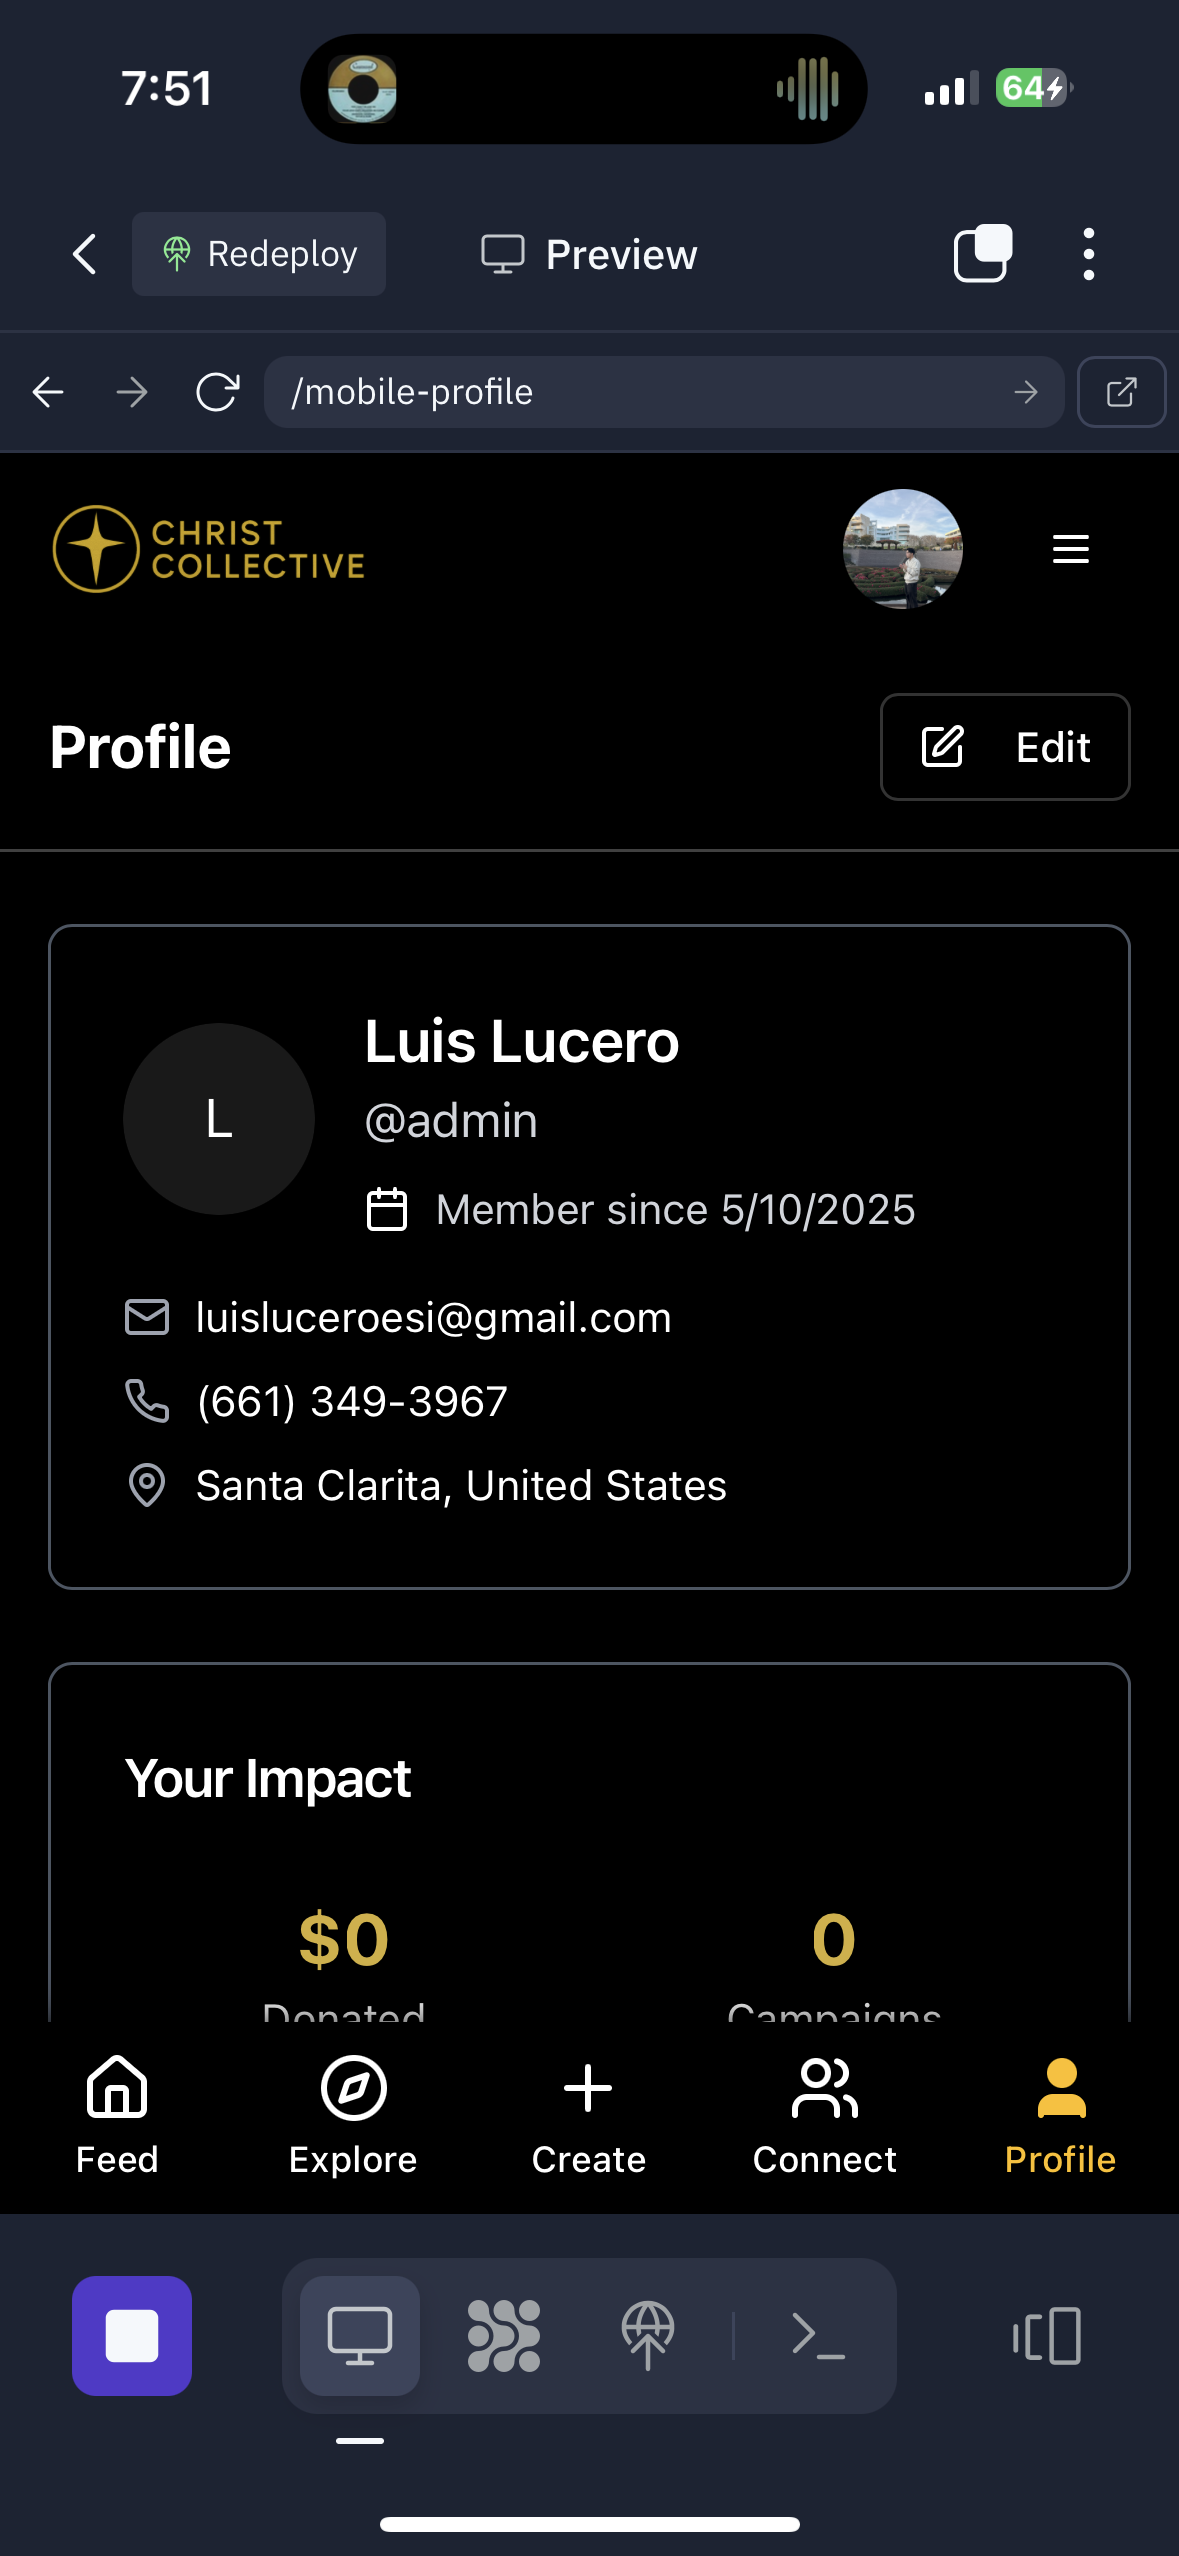 7:51
64
Redeploy
Preview
/mobile-profile
CHRIST
COLLECTIVE
Profile
Edit
L
Luis Lucero
@admin
Member since 5/10/2025
luisluceroesi@gmail.com
(661) 349-3967
Santa Clarita, United States
Your Impact
$0
0
Donated
Campaigns
Feed
Explore
Create
Connect
Profile